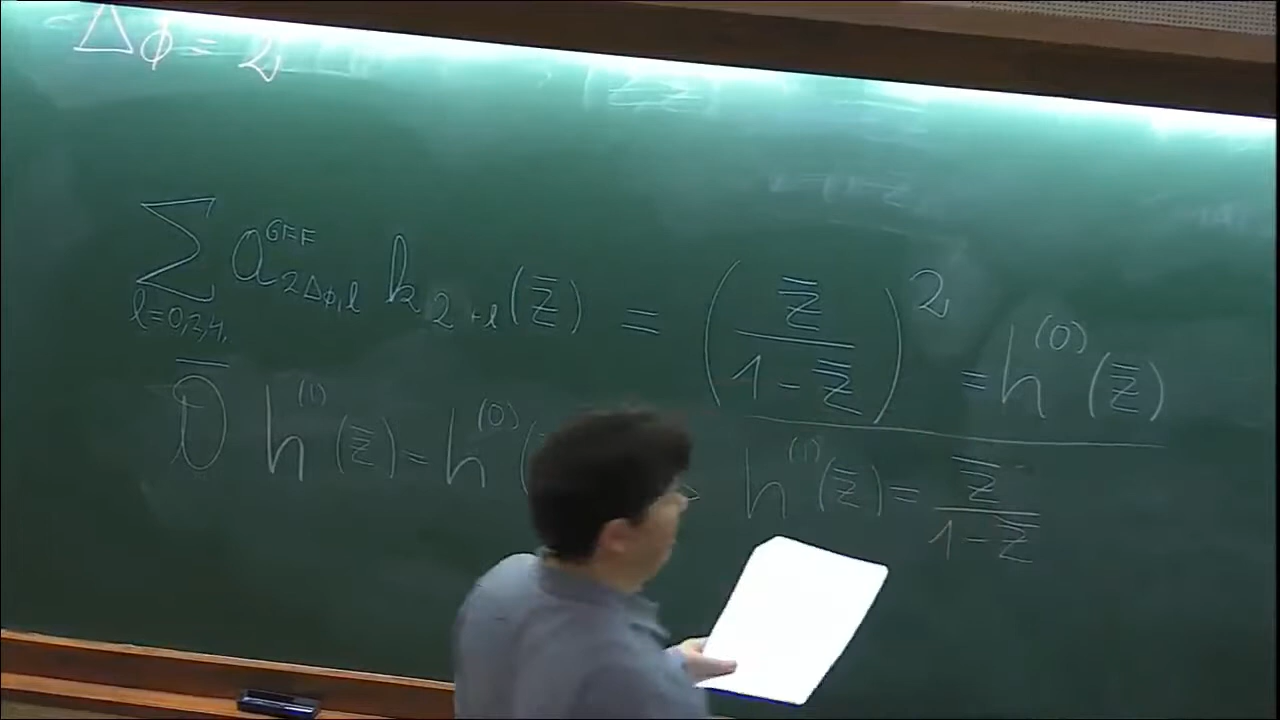 Δϕ = 2
∑_{ℓ=0,2,4,} a^{GFF}_{2Δϕ,ℓ} k_{2+ℓ}(z̄) = (z̄/(1-z̄))^2 = h^{(0)}(z̄)
D̄ h^{(1)}(z̄) = h^{(0)}( h^{(1)}(z̄) = z̄/(1-z̄)